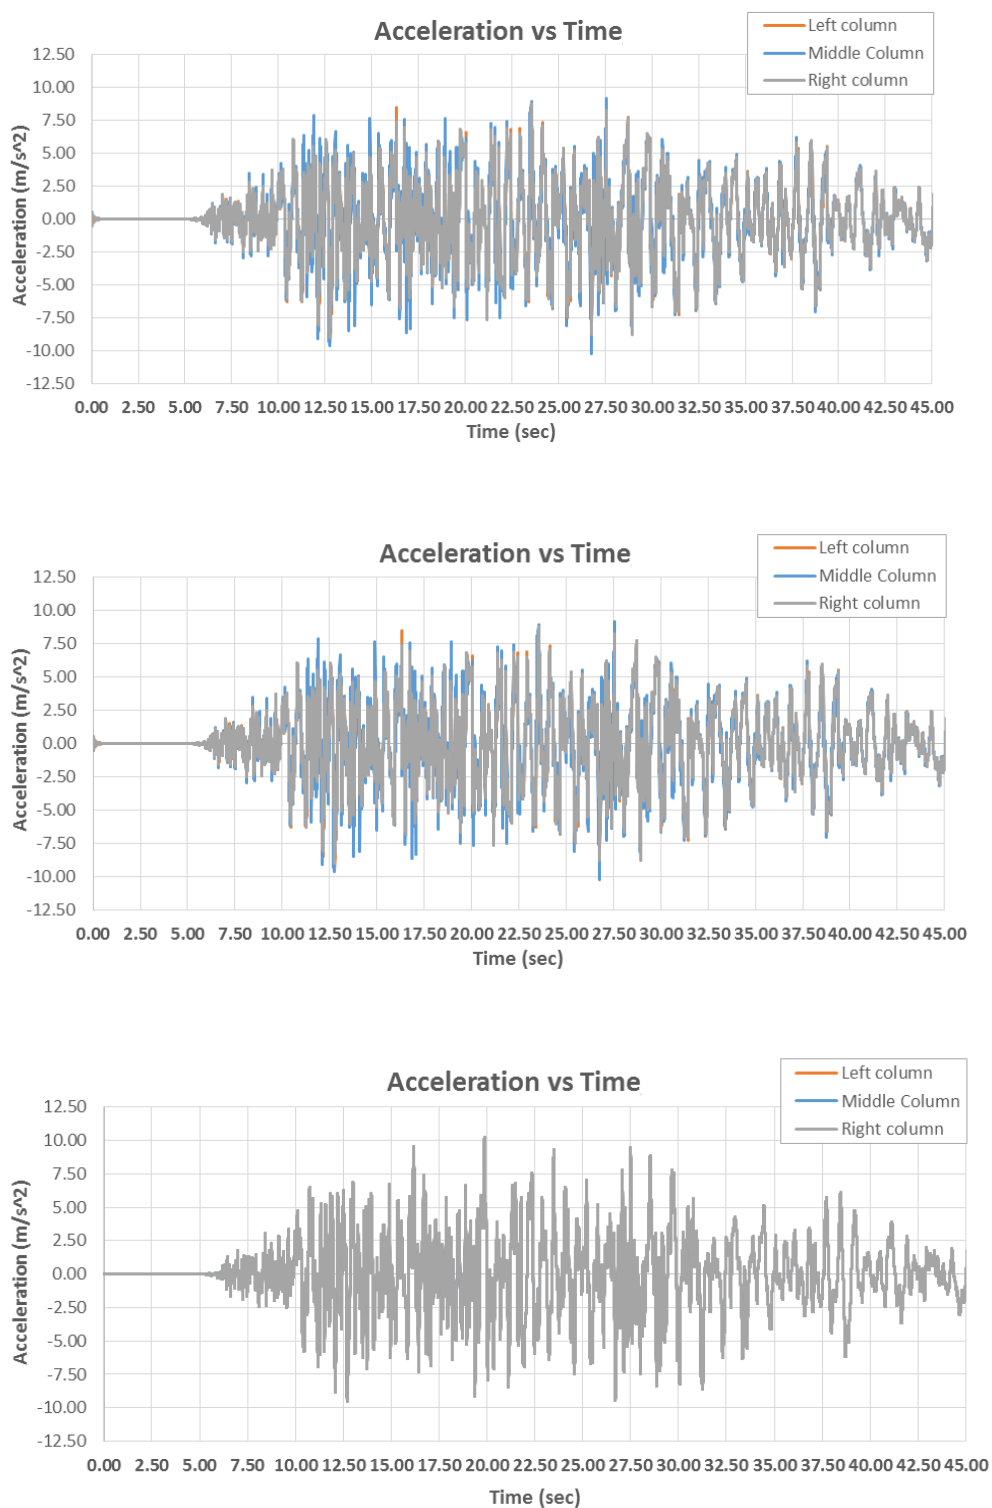 Acceleration vs Time
Left column
Middle Column
Right column
12.50
10.00
7.50
5.00
2.50
0.00
-2.50
-5.00
-7.50
-10.00
-12.50
Acceleration (m/s^2)
0.00 2.50 5.00 7.50 10.00 12.50 15.00 17.50 20.00 22.50 25.00 27.50 30.00 32.50 35.00 37.50 40.00 42.50 45.00
Time (sec)
Acceleration vs Time
Left column
Middle Column
Right column
12.50
10.00
7.50
5.00
2.50
0.00
-2.50
-5.00
-7.50
-10.00
-12.50
Acceleration (m/s^2)
0.00 2.50 5.00 7.50 10.00 12.50 15.00 17.50 20.00 22.50 25.00 27.50 30.00 32.50 35.00 37.50 40.00 42.50 45.00
Time (sec)
Acceleration vs Time
Left column
Middle Column
Right column
12.50
10.00
7.50
5.00
2.50
0.00
-2.50
-5.00
-7.50
-10.00
-12.50
Acceleration (m/s^2)
0.00 2.50 5.00 7.50 10.00 12.50 15.00 17.50 20.00 22.50 25.00 27.50 30.00 32.50 35.00 37.50 40.00 42.50 45.00
Time (sec)